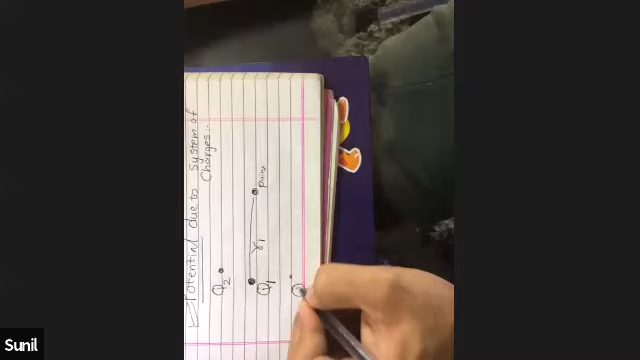 Potential due to system of
Charges:-
Q2
Point
r1
Q1
Q
Sunil